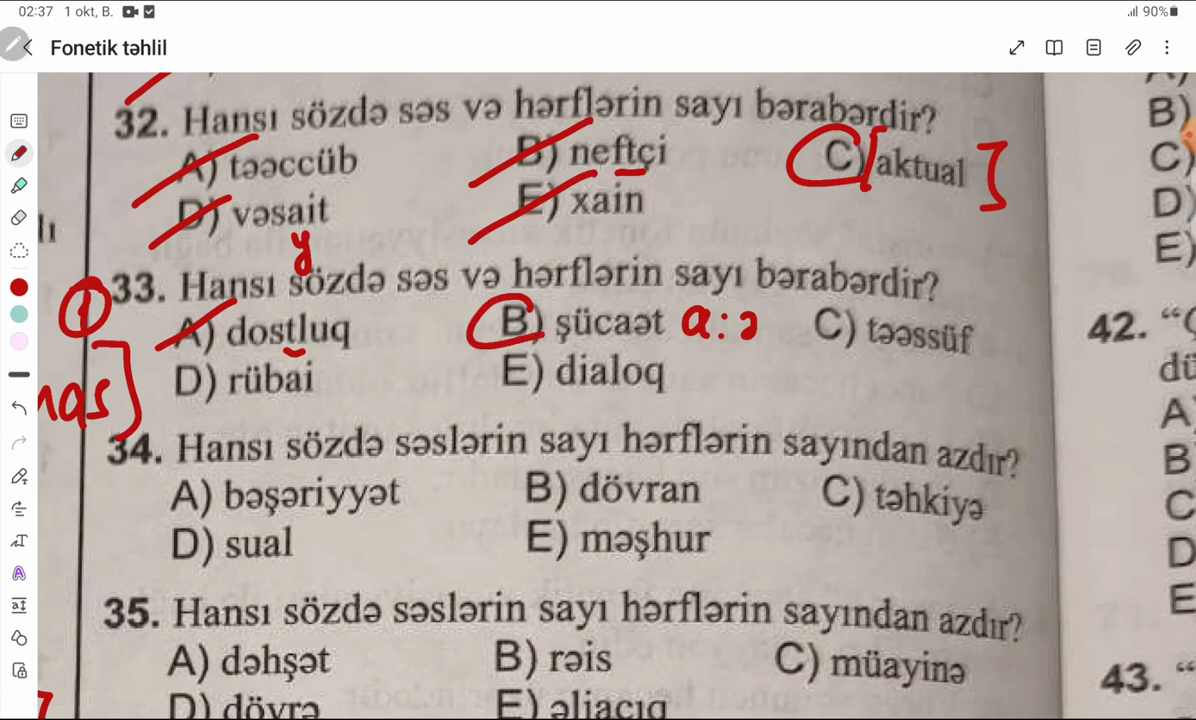 02:37 1 okt, B. 90%
Fonetik təhlil
32. Hansı sözdə səs və hərflərin sayı bərabərdir?
A) təəccüb B) neftçi C) aktual
D) vəsait E) xain
y
33. Hansı sözdə səs və hərflərin sayı bərabərdir?
A) dostluq B) şücaət a:ə C) təəssüf
D) rübai E) dialoq
34. Hansı sözdə səslərin sayı hərflərin sayından azdır?
A) bəşəriyyət B) dövran C) təhkiyə
D) sual E) məşhur
35. Hansı sözdə səslərin sayı hərflərin sayından azdır?
A) dəhşət B) rəis C) müayinə
D) dövrə E) əliaçıq
B)
C)
D)
E)
42. “
dü
A)
B
C
D
E
43. “